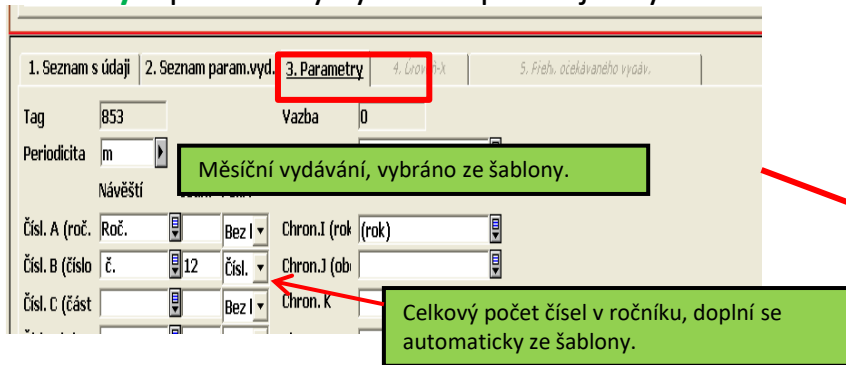 1. Seznam s údaji 2. Seznam param.vyd. 3. Parametry 4. Úroveň-X 5. Přeh. očekávaného vydáv.
Tag 853 Vazba 0
Periodicita m
Měsíční vydávání, vybráno ze šablony.
Návěští
Čísl. A (roč. Roč. Bez l Chron.I (rok (rok)
Čísl. B (číslo č. 12 Čísl. Chron.J (ob
Čísl. C (část Bez l Chron. K
Celkový počet čísel v ročníku, doplní se
automaticky ze šablony.